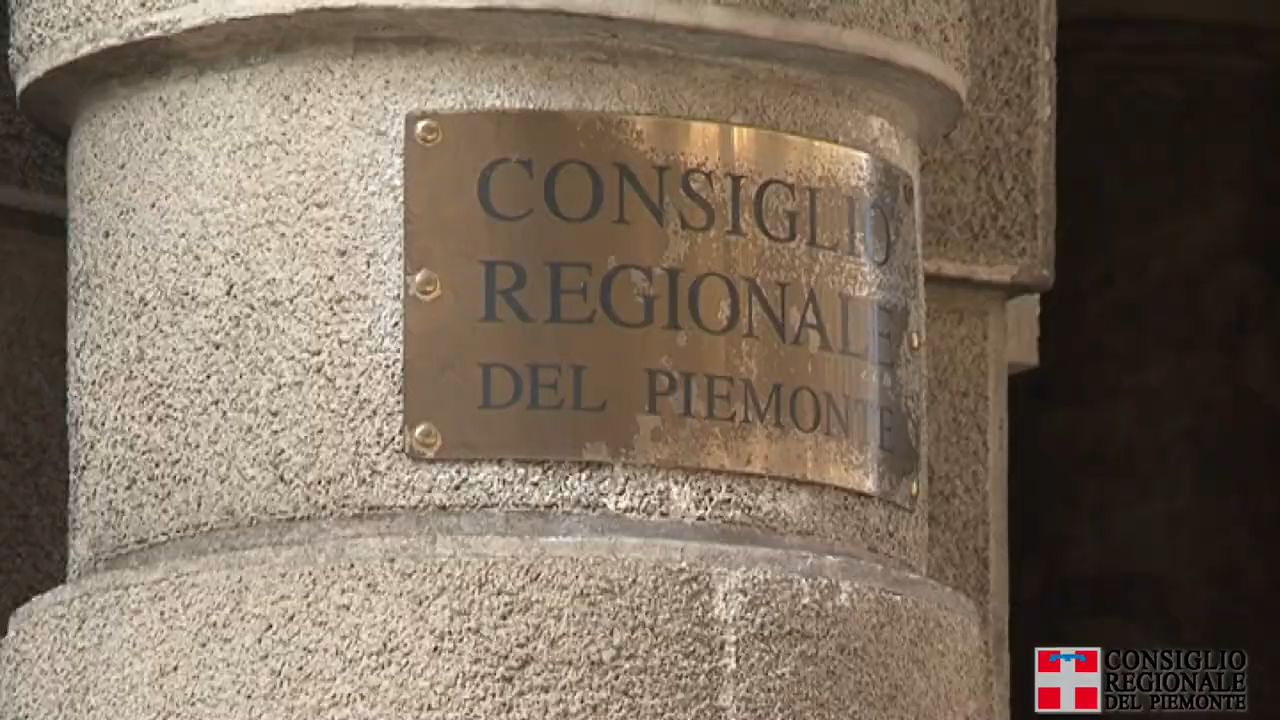 CONSIGLIO
REGIONALE
DEL PIEMONTE
CONSIGLIO
REGIONALE
DEL PIEMONTE